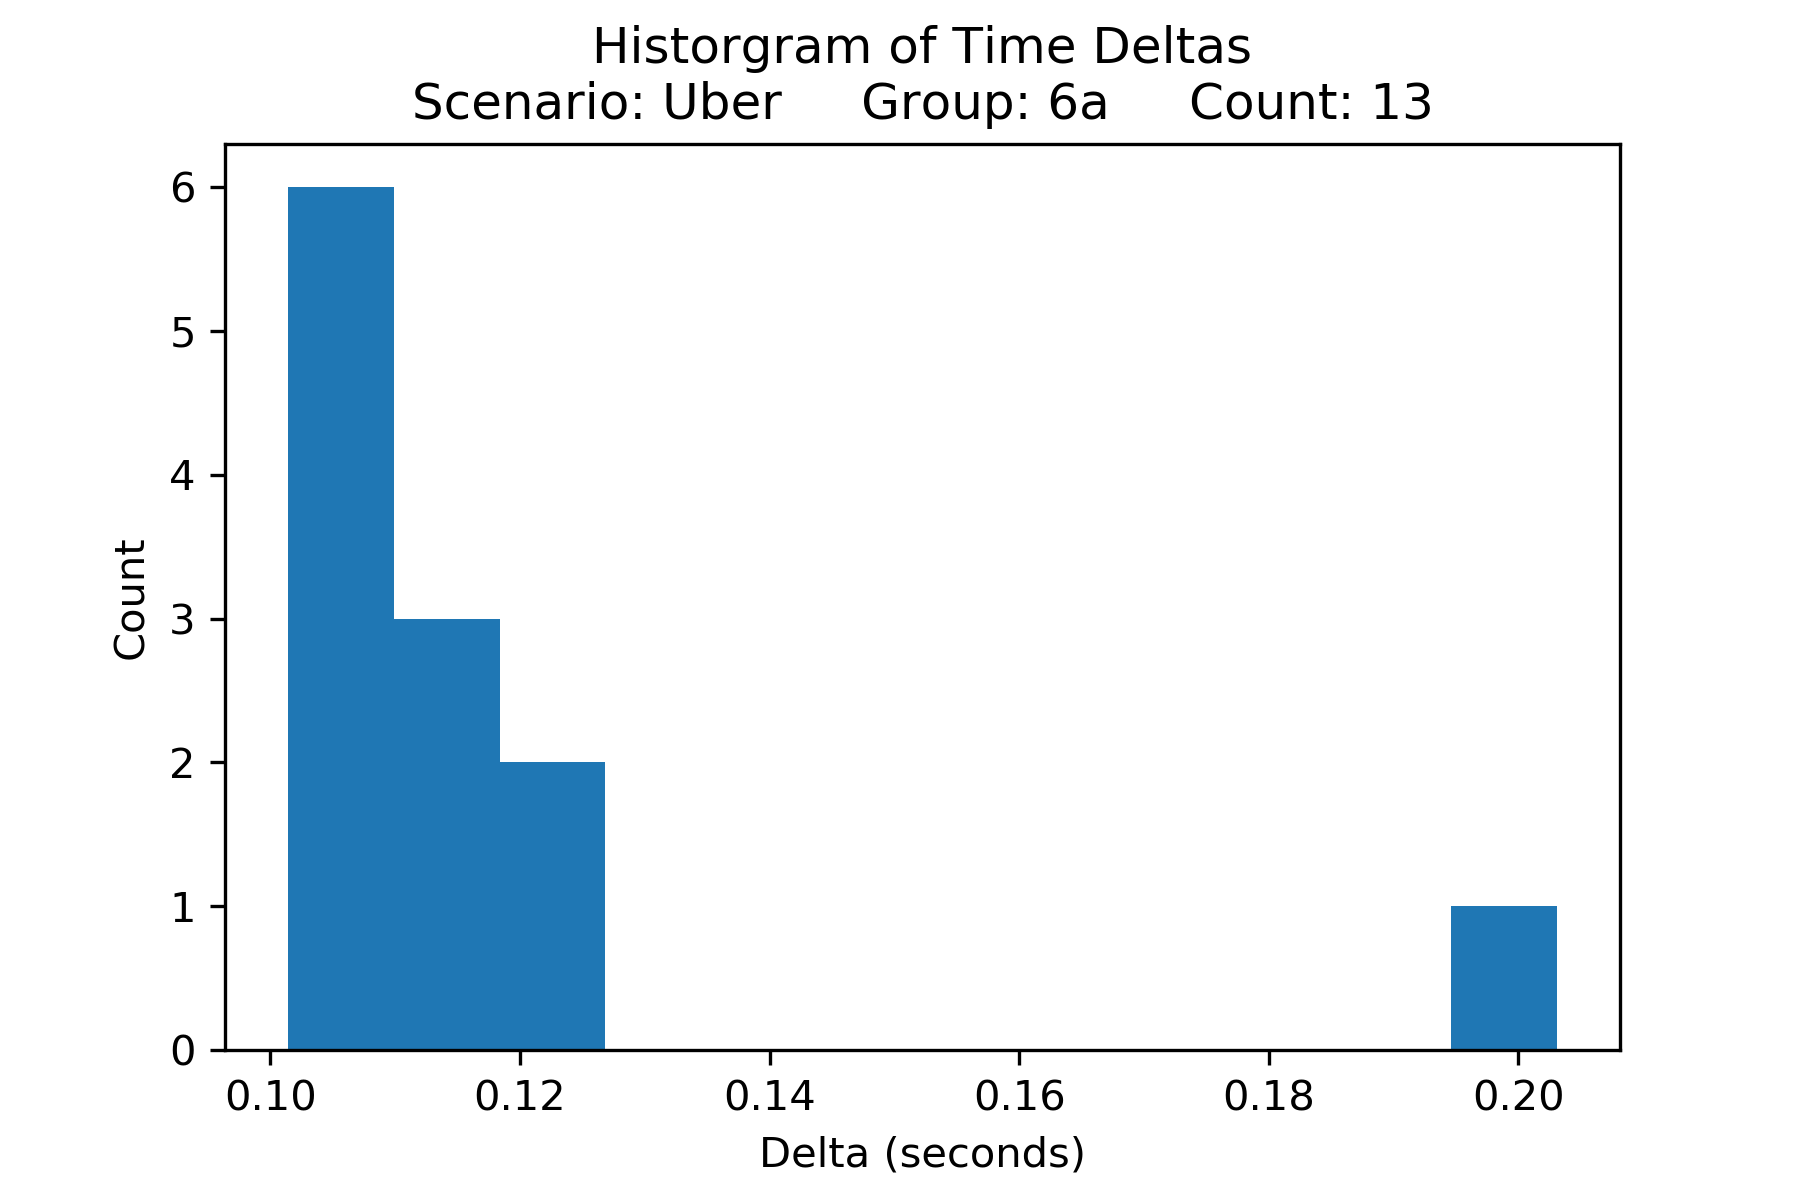 Historgram of Time Deltas
Scenario: Uber Group: 6a Count: 13
6
5
4
3
2
1
0
Count
0.10 0.12 0.14 0.16 0.18 0.20
Delta (seconds)